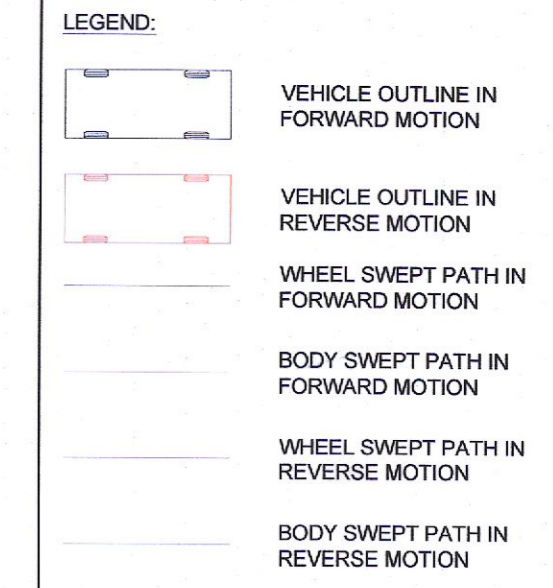 LEGEND:
VEHICLE OUTLINE IN
FORWARD MOTION
VEHICLE OUTLINE IN
REVERSE MOTION
WHEEL SWEPT PATH IN
FORWARD MOTION
BODY SWEPT PATH IN
FORWARD MOTION
WHEEL SWEPT PATH IN
REVERSE MOTION
BODY SWEPT PATH IN
REVERSE MOTION